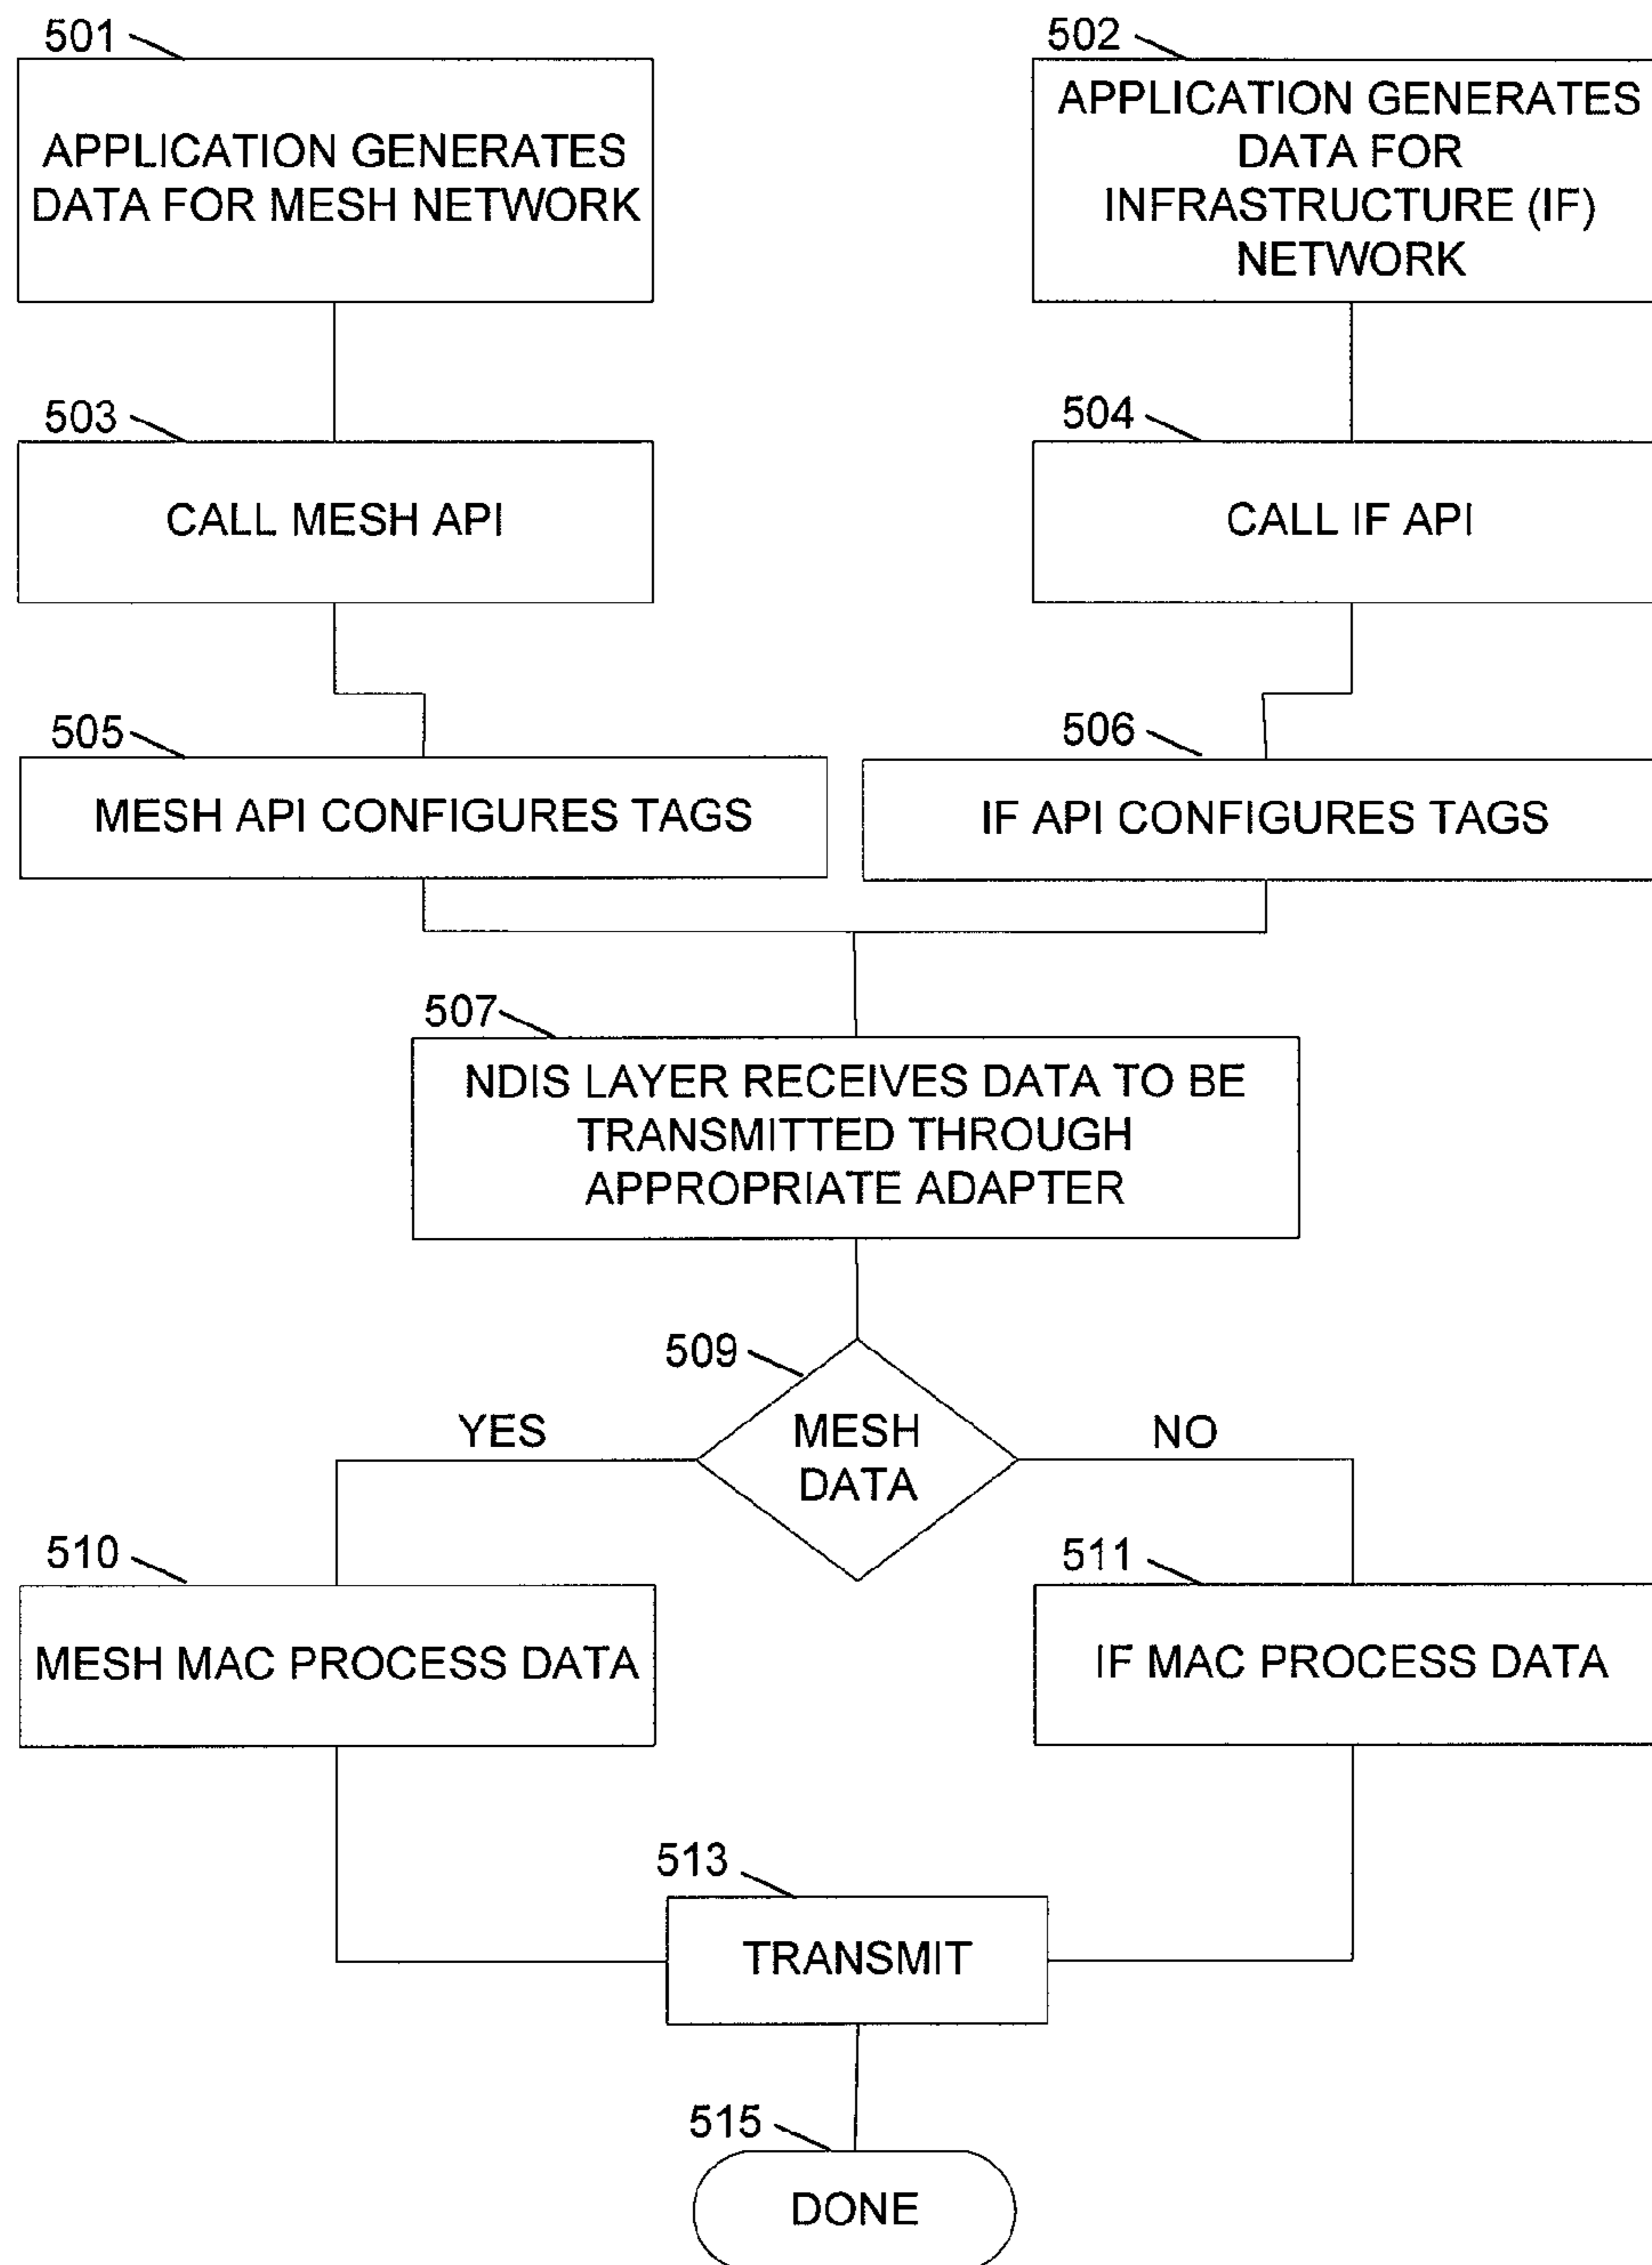 501
APPLICATION GENERATES
DATA FOR MESH NETWORK
502
APPLICATION GENERATES
DATA FOR
INFRASTRUCTURE (IF)
NETWORK
503
CALL MESH API
504
CALL IF API
505
MESH API CONFIGURES TAGS
506
IF API CONFIGURES TAGS
507
NDIS LAYER RECEIVES DATA TO BE
TRANSMITTED THROUGH
APPROPRIATE ADAPTER
509
MESH
DATA
YES
NO
510
MESH MAC PROCESS DATA
511
IF MAC PROCESS DATA
513
TRANSMIT
515
DONE